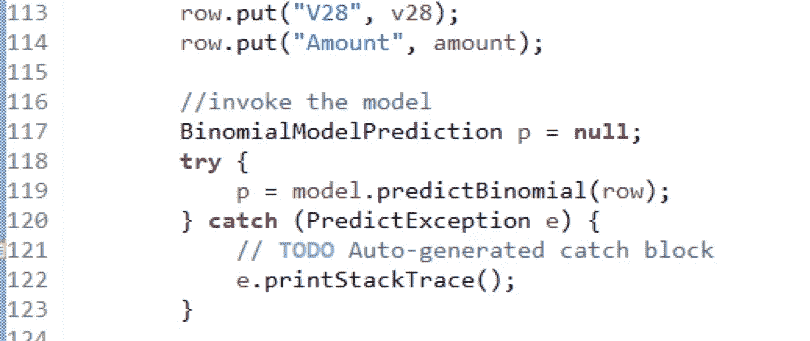 113 row.put("V28", v28);
114 row.put("Amount", amount);
115
116 //invoke the model
117 BinomialModelPrediction p = null;
118 try {
119 p = model.predictBinomial(row);
120 } catch (PredictException e) {
121 // TODO Auto-generated catch block
122 e.printStackTrace();
123 }
124